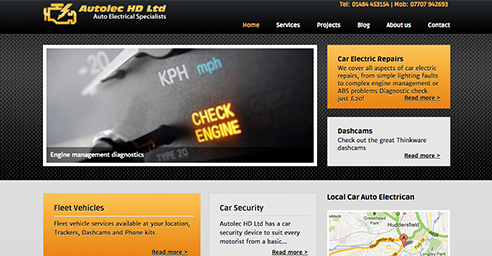 Autolec HD Ltd
Auto Electrical Specialists
Tel: 01484 453154 | Mob: 07707 942693
Home Services Projects Blog About us Contact
KPH mph
CHECK
ENGINE
TYPE 20
Engine management diagnostics
Car Electric Repairs
We cover all aspects of car electric
repairs, from simple lighting faults
to complex engine management or
ABS problems Diagnostic check
just £20!
Read more >
Dashcams
Check out the great Thinkware
dashcams
Read more >
Fleet Vehicles
Fleet vehicle services available at your location,
Trackers, Dashcams and Phone kits
Read more >
Car Security
Autolec HD Ltd has a car
security device to suit every
motorist from a basic...
Read more >
Local Car Auto Electrican
Greenhead
Park
Huddersfield
A
Longley Park